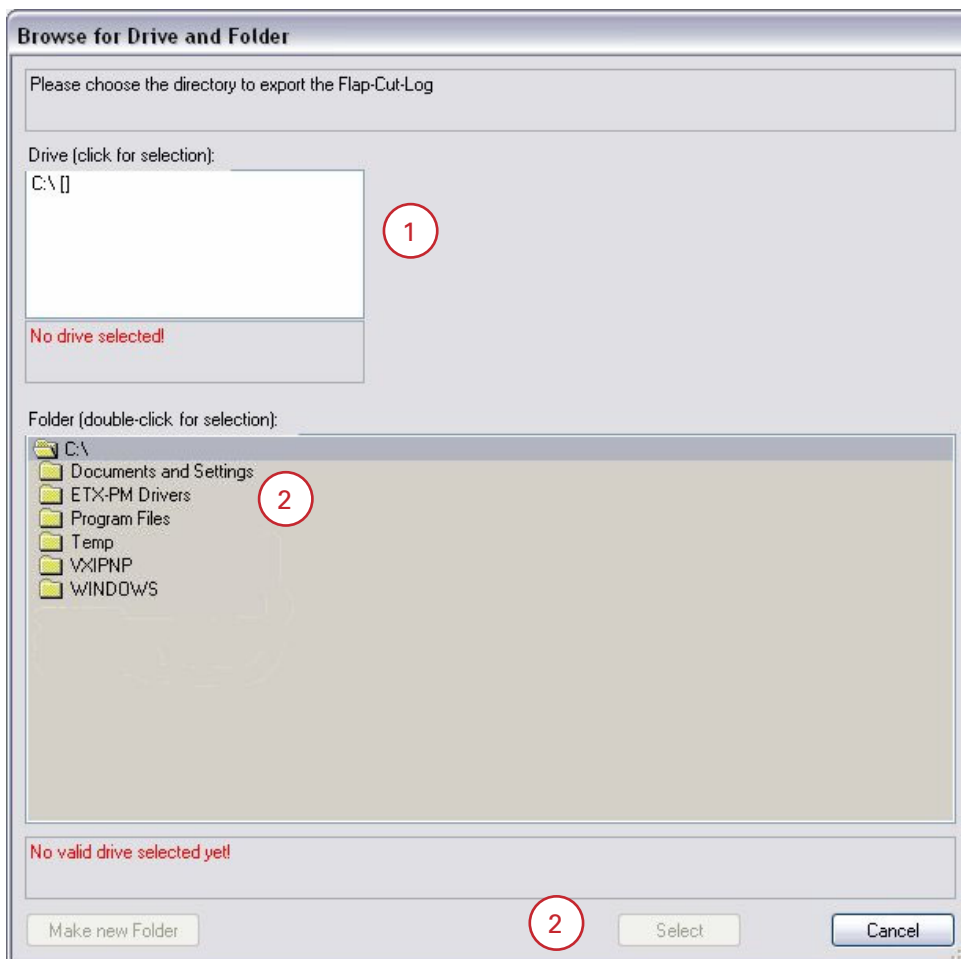 Browse for Drive and Folder
Please choose the directory to export the Flap-Cut-Log
Drive (click for selection):
C:\ []
1
No drive selected!
Folder (double-click for selection):
C:\
Documents and Settings
ETX-PM Drivers
2
Program Files
Temp
VXIPNP
WINDOWS
No valid drive selected yet!
Make new Folder
2
Select
Cancel